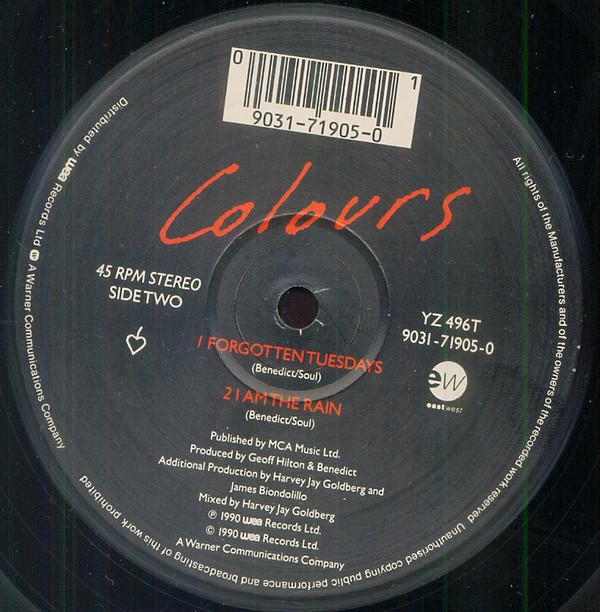 0 1
9031-71905-0
Colours
45 RPM STEREO
SIDE TWO
YZ 496T
9031-71905-0
ew
eastwest
1 FORGOTTEN TUESDAYS
(Benedict/Soul)
2 I AM THE RAIN
(Benedict/Soul)
Published by MCA Music Ltd.
Produced by Geoff Hilton & Benedict
Additional Production by Harvey Jay Goldberg and
James Biondolillo
Mixed by Harvey Jay Goldberg
℗ 1990 wea Records Ltd.
© 1990 wea Records Ltd.
A Warner Communications Company
Distributed by wea Records Ltd. A Warner Communications Company
All rights of the Manufacturers and of the owners of the recorded work reserved Unauthorised copying public performance and broadcasting of this work prohibited